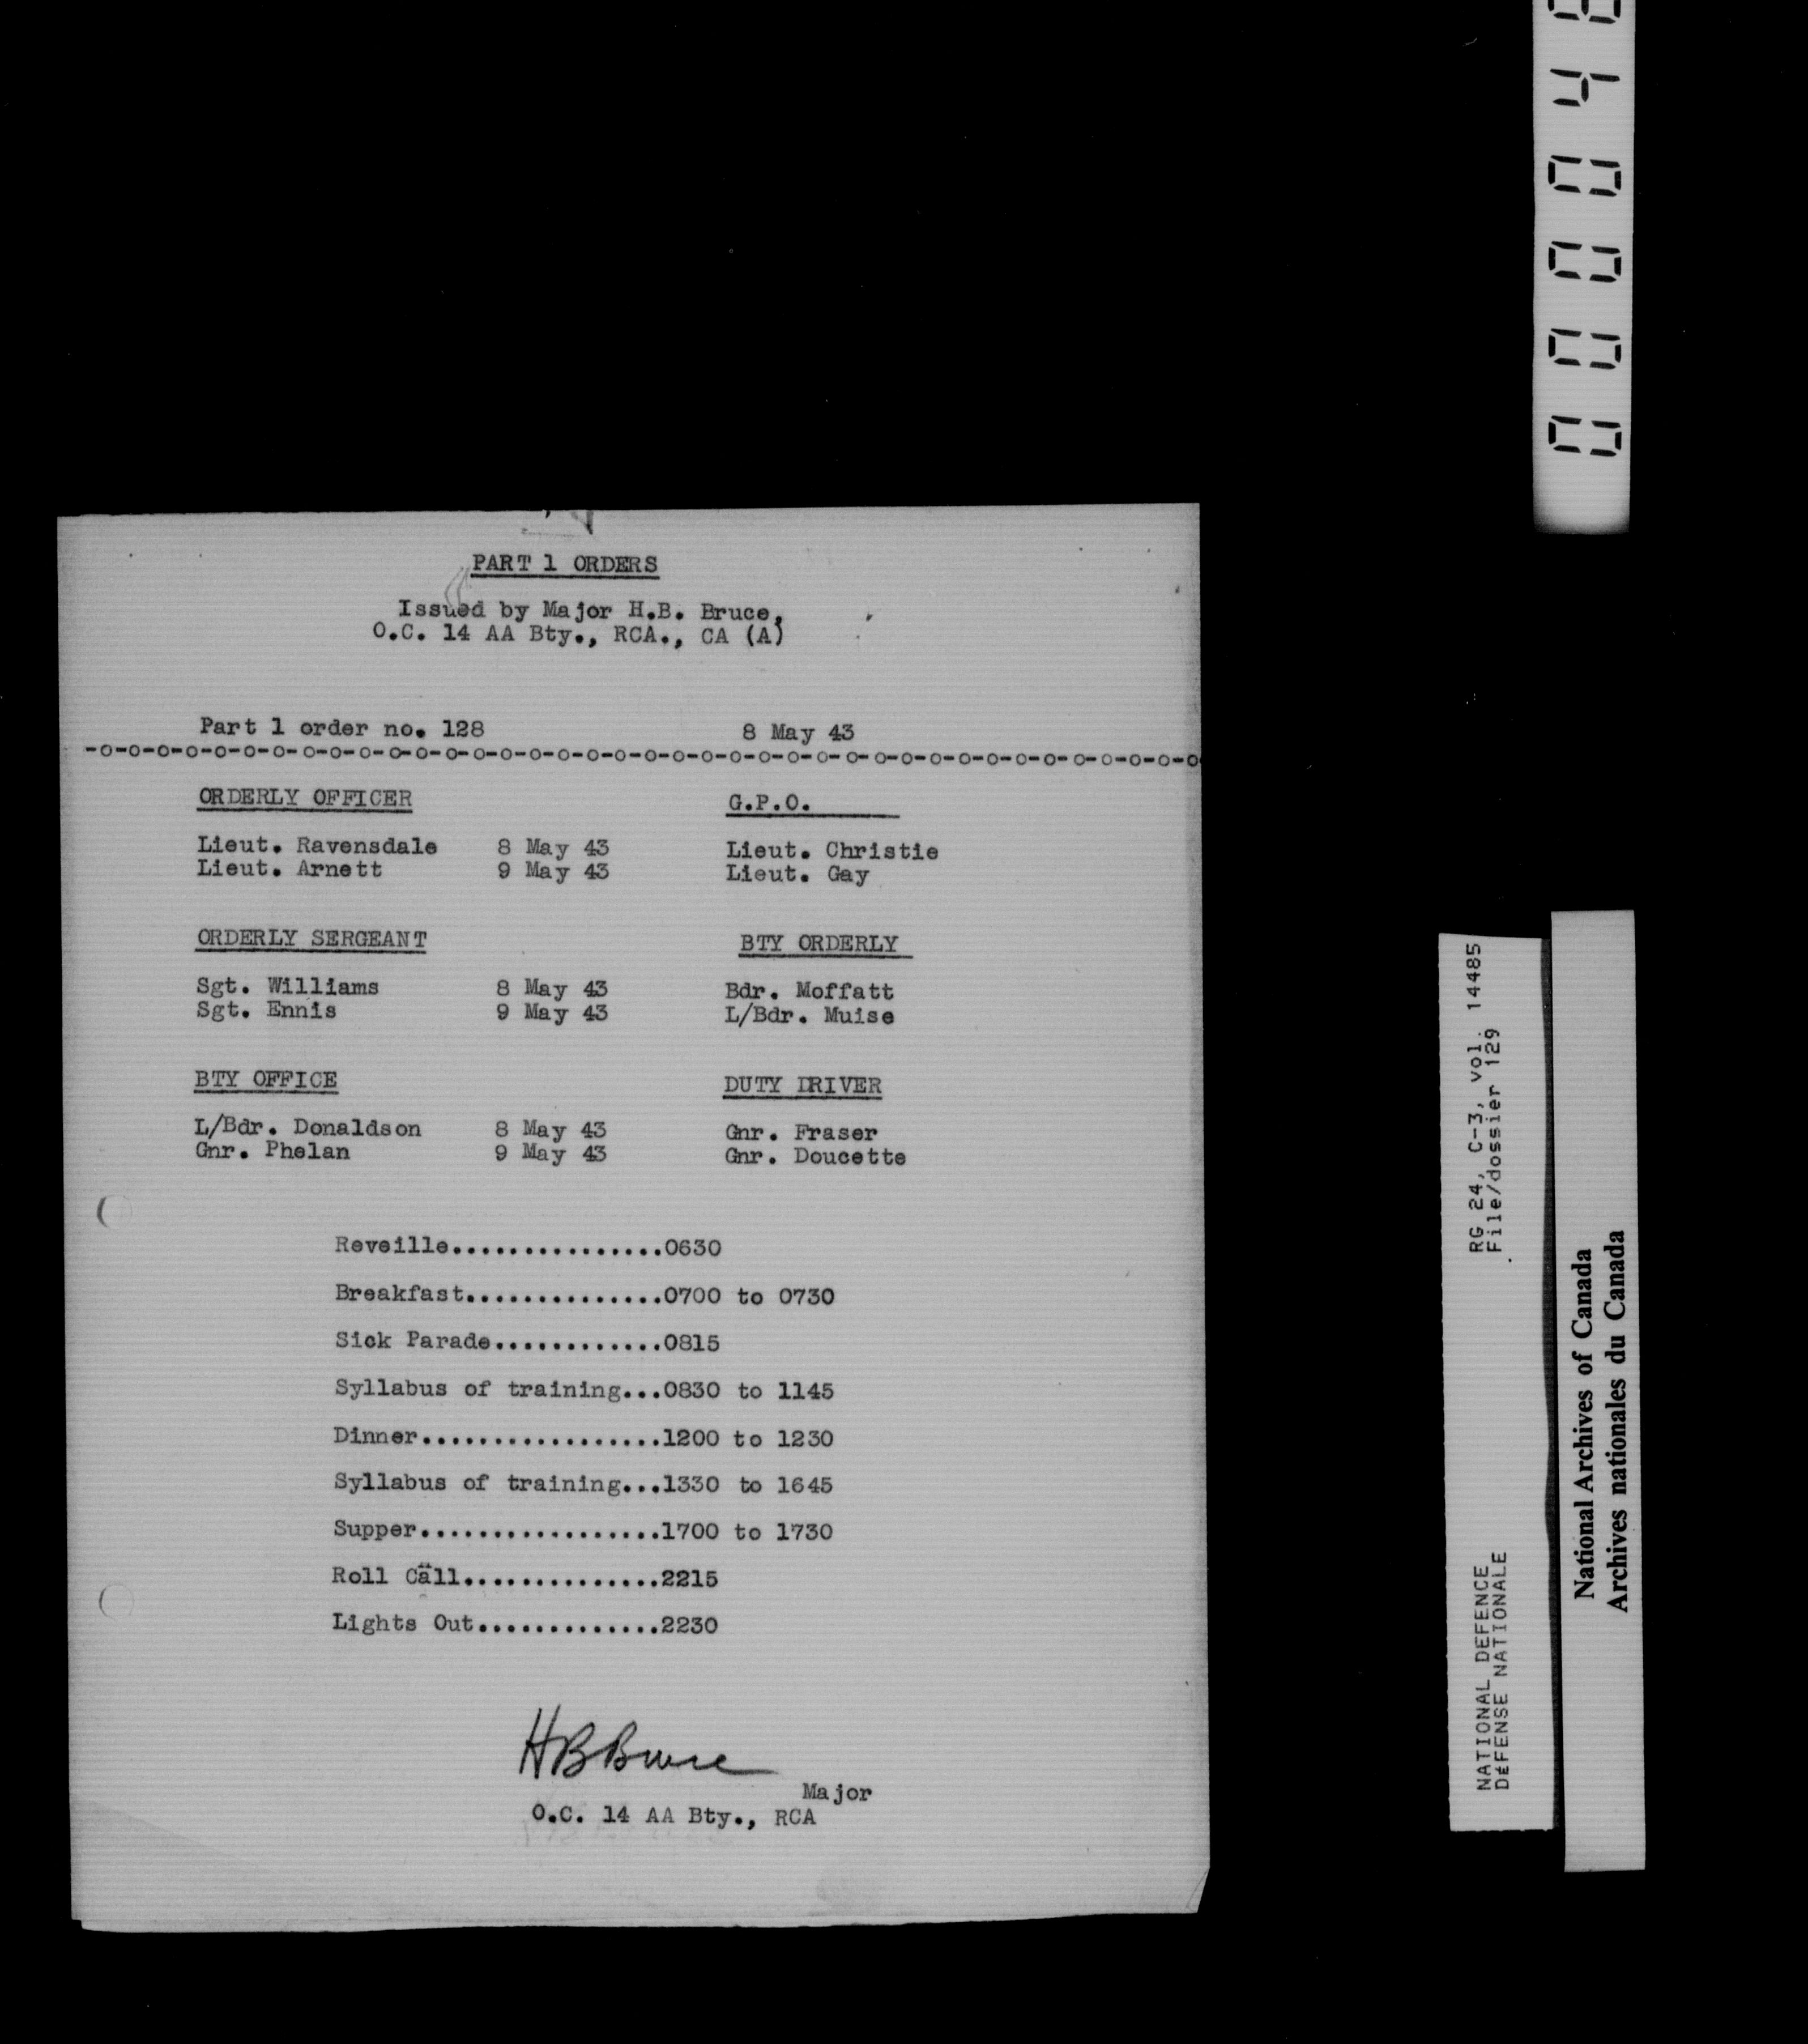 PART 1 ORDERS
Issued by Major H.B. Bruce,
O.C. 14 AA Bty., RCA., CA (A)
Part 1 order no. 128 8 May 43
-o-o-o-o-o-o-o-o-o-o-o-o-o-o-o-o-o-o-o-o-o-o-o-o-o-o-o-o-o-o-o-o-o-o-o-o-o-o-o
ORDERLY OFFICER G.P.O.
Lieut. Ravensdale 8 May 43 Lieut. Christie
Lieut. Arnett 9 May 43 Lieut. Gay
ORDERLY SERGEANT BTY ORDERLY
Sgt. Williams 8 May 43 Bdr. Moffatt
Sgt. Ennis 9 May 43 L/Bdr. Muise
BTY OFFICE DUTY DRIVER
L/Bdr. Donaldson 8 May 43 Gnr. Fraser
Gnr. Phelan 9 May 43 Gnr. Doucette
Reveille...............0630
Breakfast..............0700 to 0730
Sick Parade............0815
Syllabus of training...0830 to 1145
Dinner.................1200 to 1230
Syllabus of training...1330 to 1645
Supper.................1700 to 1730
Roll Call..............2215
Lights Out.............2230
HBBruce
Major
O.C. 14 AA Bty., RCA
NATIONAL DEFENCE RG 24, C-3, vol. 14485
DÉFENSE NATIONALE File/dossier 129
National Archives of Canada
Archives nationales du Canada